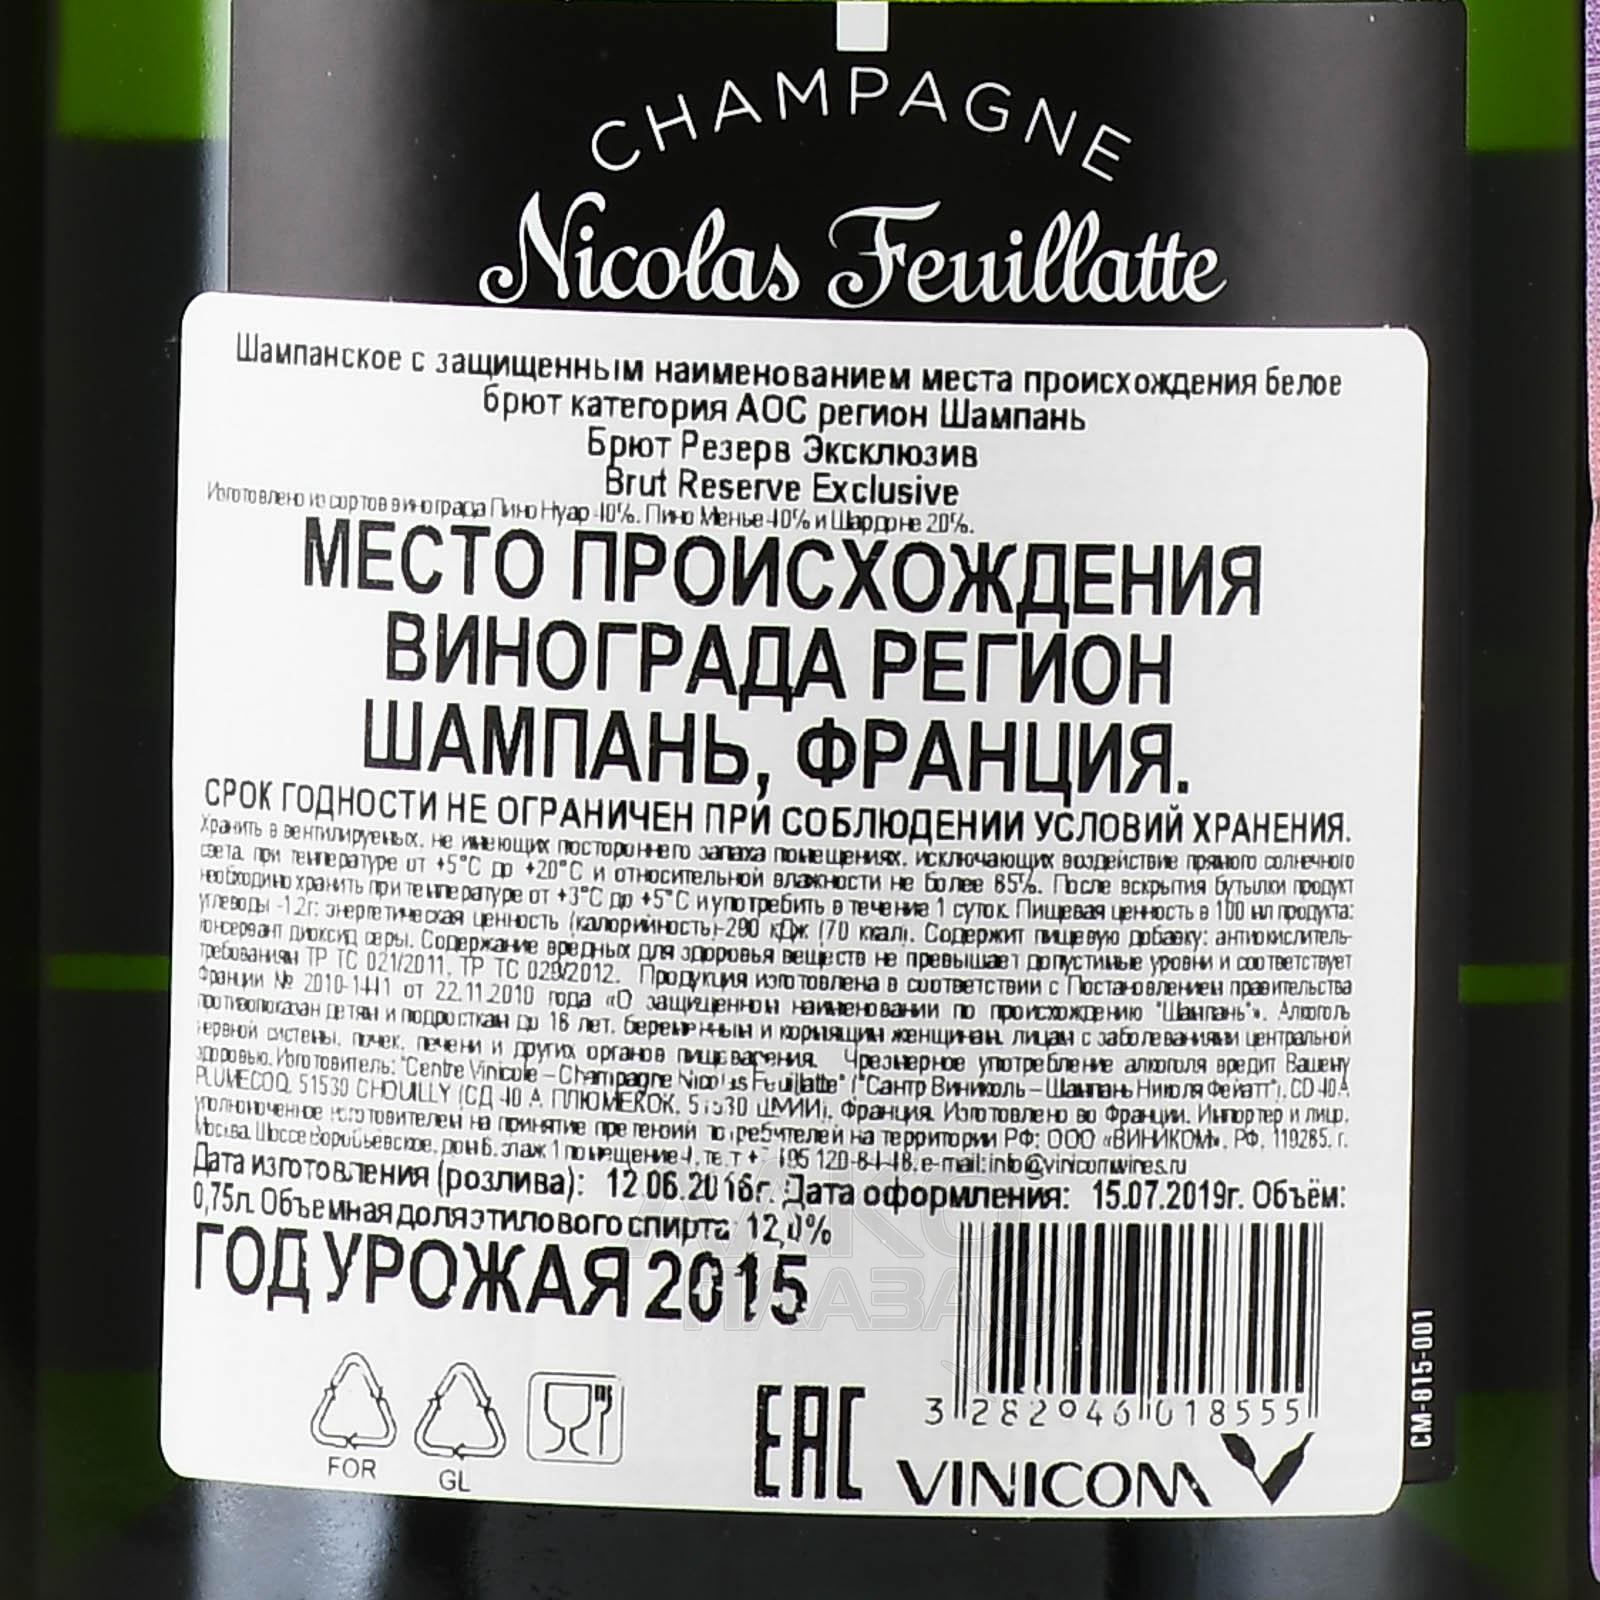 CHAMPAGNE
Nicolas Feuillatte
Шампанское с защищенным наименованием места происхождения белое
брют категория АОС регион Шампань
Брют Резерв Эксклюзив
Brut Reserve Exclusive
Изготовлено из сортов винограда Пино Нуар 40%, Пино Менье 40% и Шардоне 20%.
МЕСТО ПРОИСХОЖДЕНИЯ
ВИНОГРАДА РЕГИОН
ШАМПАНЬ, ФРАНЦИЯ.
СРОК ГОДНОСТИ НЕ ОГРАНИЧЕН ПРИ СОБЛЮДЕНИИ УСЛОВИЙ ХРАНЕНИЯ.
Хранить в вентилируемых, не имеющих постороннего запаха помещениях, исключающих воздействие прямого солнечного
света, при температуре от +5°С до +20°С и относительной влажности не более 85%. После вскрытия бутылки продукт
необходимо хранить при температуре от +3°С до +5°С и употребить в течение 1 суток. Пищевая ценность в 100 мл продукта:
углеводы -1,2г; энергетическая ценность (калорийность)-290 кДж (70 ккал). Содержит пищевую добавку: антиокислитель-
консервант диоксид серы. Содержание вредных для здоровья веществ не превышает допустимые уровни и соответствует
требованиям ТР ТС 021/2011, ТР ТС 029/2012. Продукция изготовлена в соответствии с Постановлением правительства
Франции № 2010-1441 от 22.11.2010 года «О защищенном наименовании по происхождению "Шампань"». Алкоголь
противопоказан детям и подросткам до 18 лет, беременным и кормящим женщинам, лицам с заболеваниями центральной
нервной системы, почек, печени и других органов пищеварения. Чрезмерное употребление алкоголя вредит Вашему
здоровью. Изготовитель: "Centre Vinicole – Champagne Nicolas Feuillatte" ("Сантр Виниколь – Шампань Николя Фейатт"), CD 40 A
PLUMECOQ, 51530 CHOUILLY (СД 40 А ПЛЮМЕКОК, 51530 ШУИИ), Франция. Изготовлено во Франции. Импортер и лицо,
уполномоченное изготовителем на принятие претензий потребителей на территории РФ: ООО «ВИНИКОМ», РФ, 119285, г.
Москва, Шоссе Воробьевское, дом 6, этаж 1 помещение 4, тел. + 495 120-84-48, e-mail: info@vinicomwines.ru
Дата изготовления (розлива): 12.06.2016г. Дата оформления: 15.07.2019г. Объём:
0,75л. Объемная доля этилового спирта 12,0%
ГОД УРОЖАЯ 2015
FOR
GL
EAC
3 282946 018555
VINICOM
CM-815-001
АЛКО
ПЛАЗА